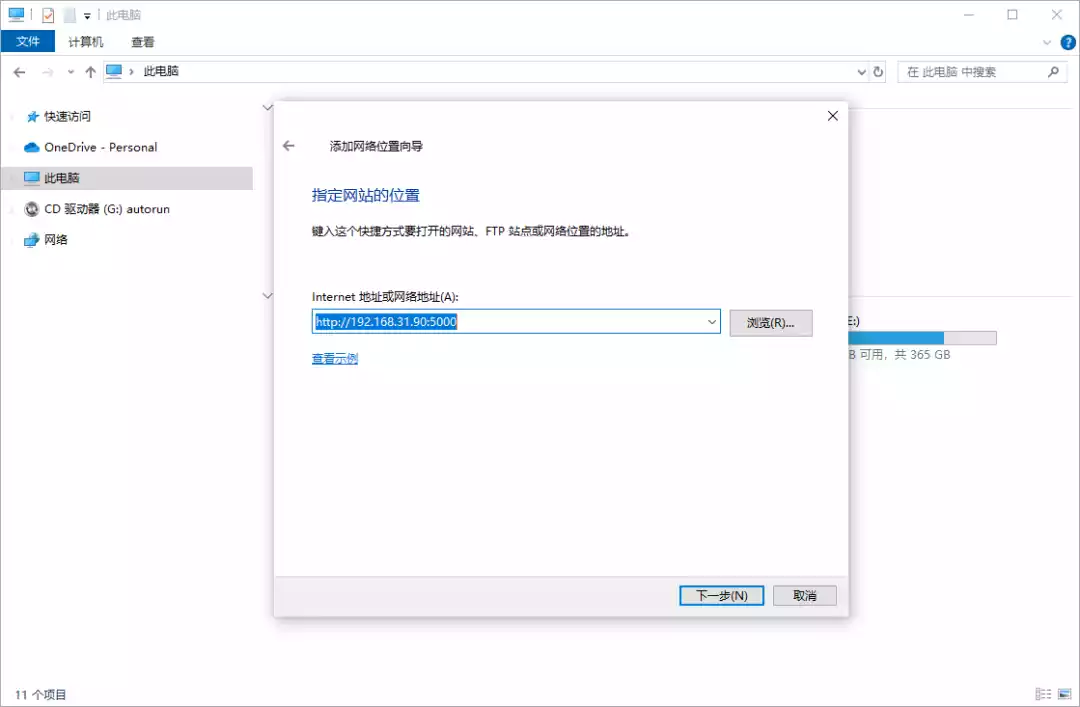 此电脑
文件 计算机 查看
此电脑
在 此电脑 中搜索
快速访问
OneDrive - Personal
此电脑
CD 驱动器 (G:) autorun
网络
添加网络位置向导
指定网站的位置
键入这个快捷方式要打开的网站、FTP 站点或网络位置的地址。
Internet 地址或网络地址(A):
http://192.168.31.90:5000
浏览(R)...
查看示例
E:)
B 可用，共 365 GB
下一步(N) 取消
11 个项目